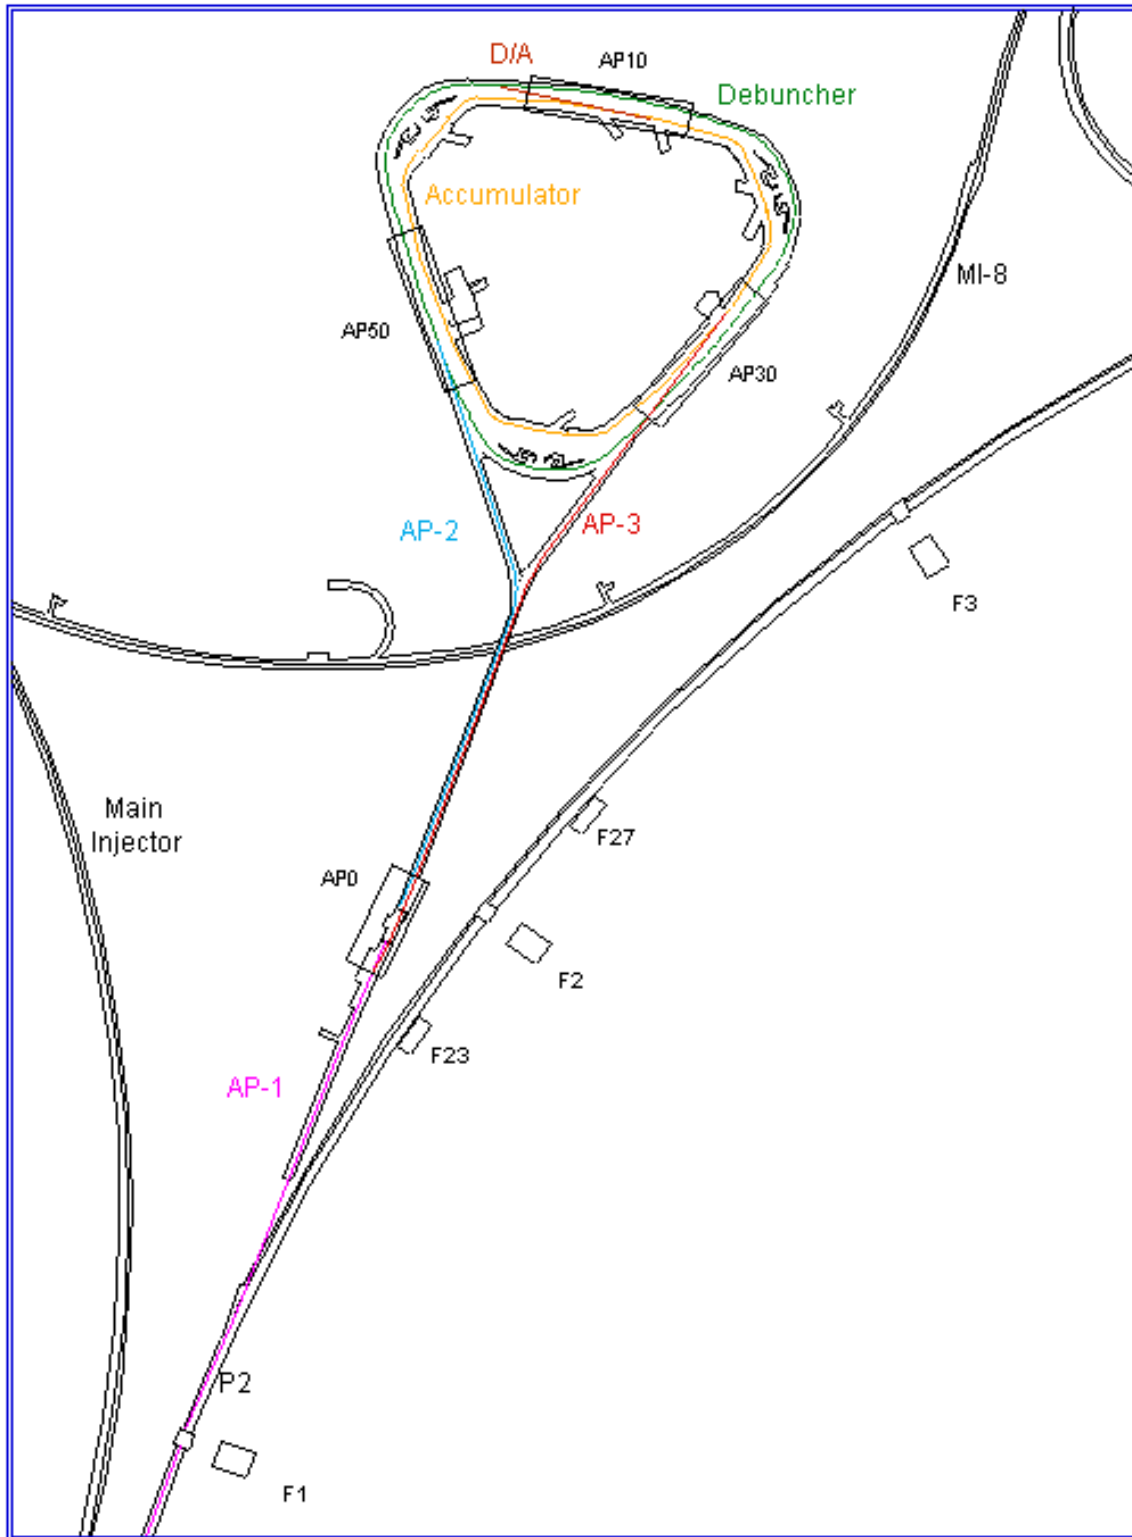 D/A
AP10
Debuncher
Accumulator
MI-8
AP50
AP30
AP-2
AP-3
F3
Main
Injector
F27
AP0
F2
F23
AP-1
P2
F1